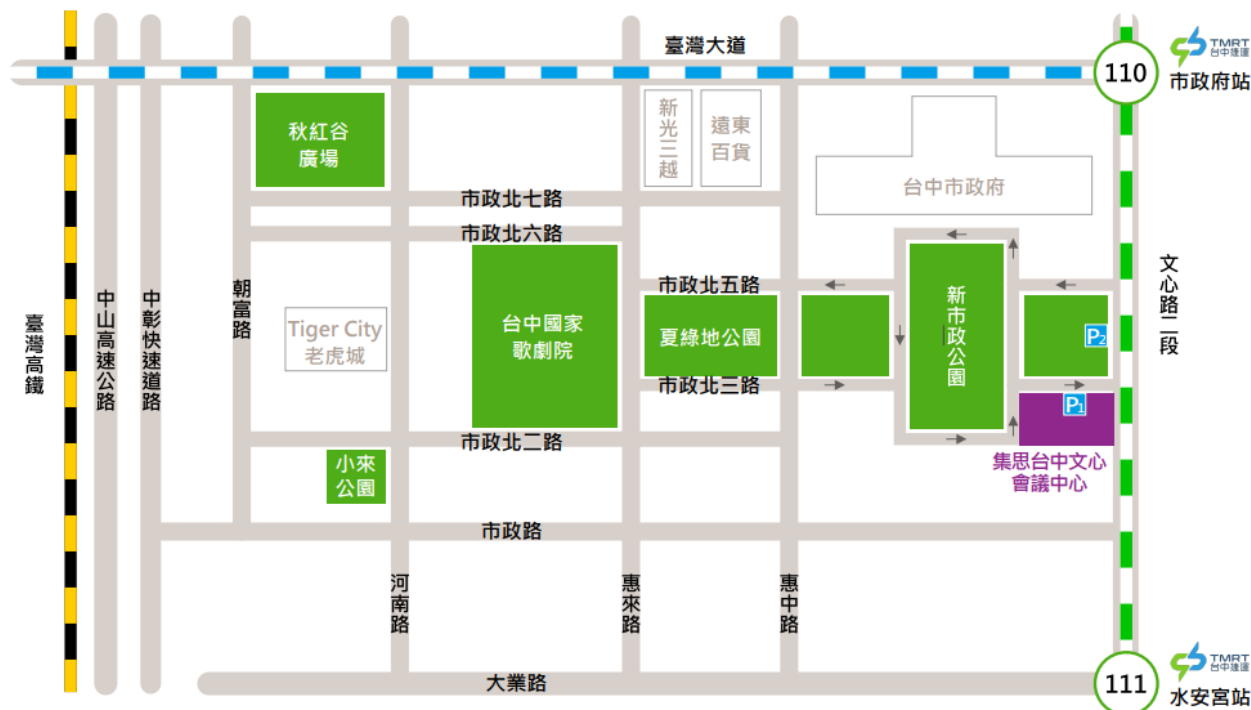 臺灣大道
110
TMRT
台中捷運
市政府站
秋紅谷
廣場
新光三越
遠東
百貨
台中市政府
市政北七路
市政北六路
市政北五路
臺灣高鐵
中山高速公路
中彰快速道路
朝富路
Tiger City
老虎城
台中國家
歌劇院
夏綠地公園
新市政公園
P2
文心路二段
市政北三路
P1
市政北二路
小來
公園
集思台中文心
會議中心
市政路
河南路
惠來路
惠中路
大業路
111
TMRT
台中捷運
水安宮站